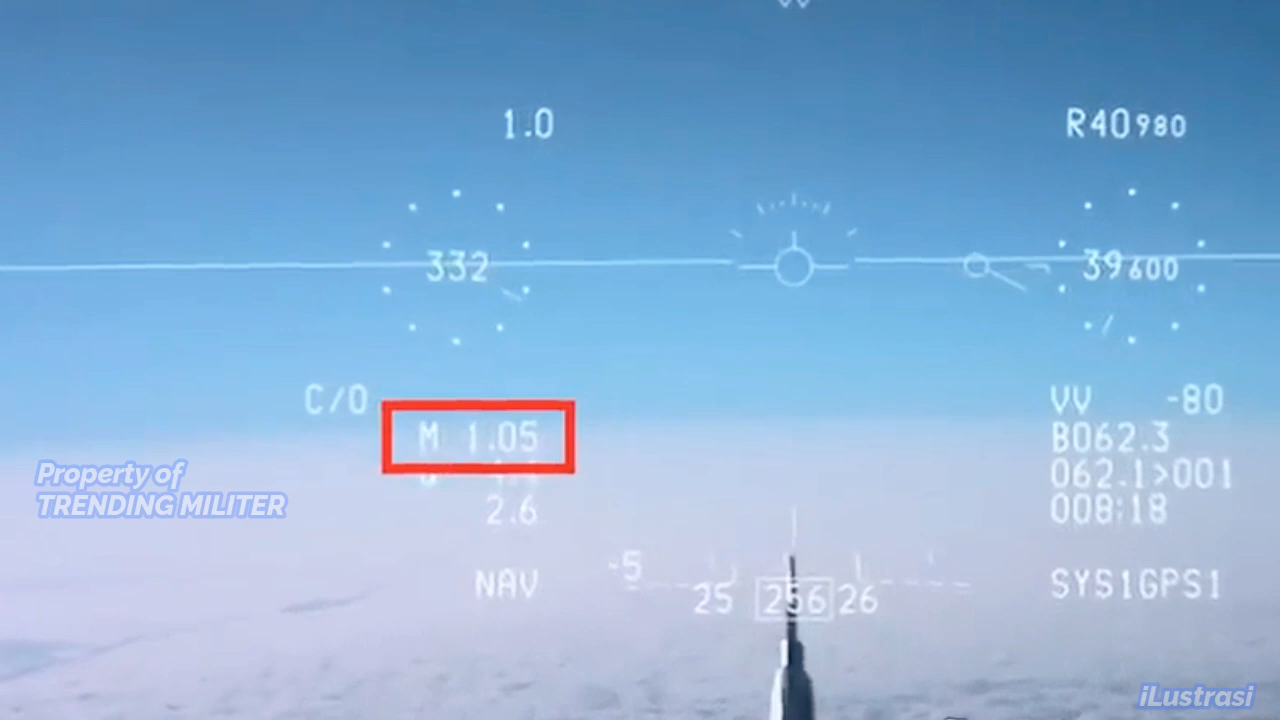 1.0
R40980
332
39600
C/O
M 1.05
2.6
NAV
VV -80
B062.3
062.1>001
008:18
SYS1GPS1
-5
25 256 26
Property of
TRENDING MILITER
iLustrasi